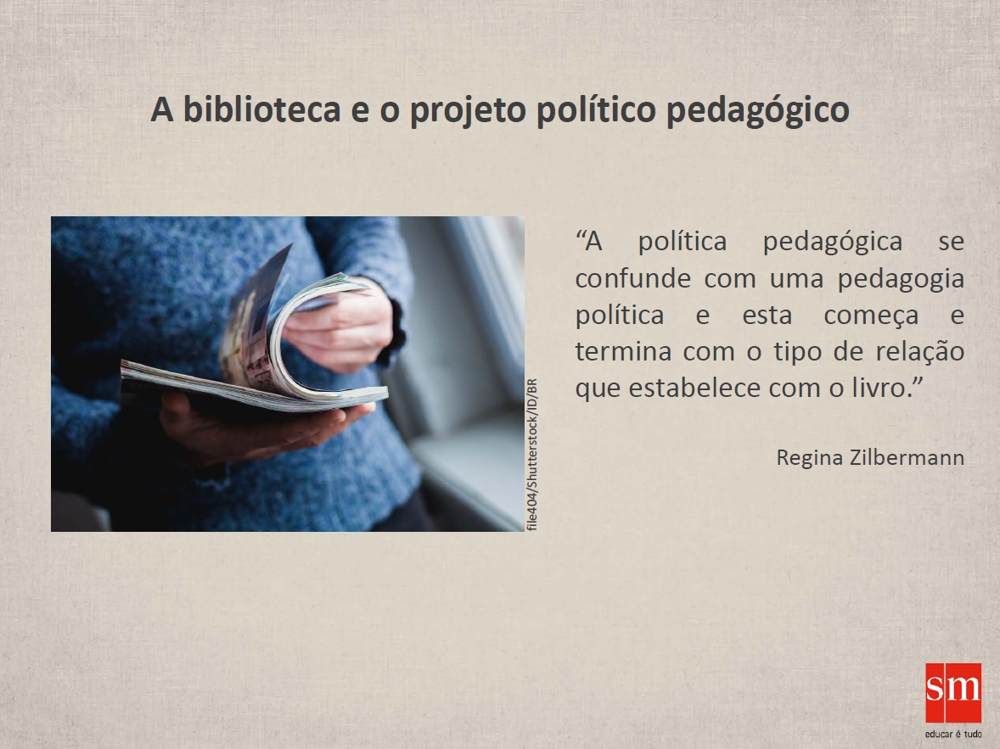 A biblioteca e o projeto político pedagógico
“A política pedagógica se
confunde com uma pedagogia
política e esta começa e
termina com o tipo de relação
que estabelece com o livro.”
Regina Zilbermann
file404/Shutterstock/ID/BR
sm
educar é tudo